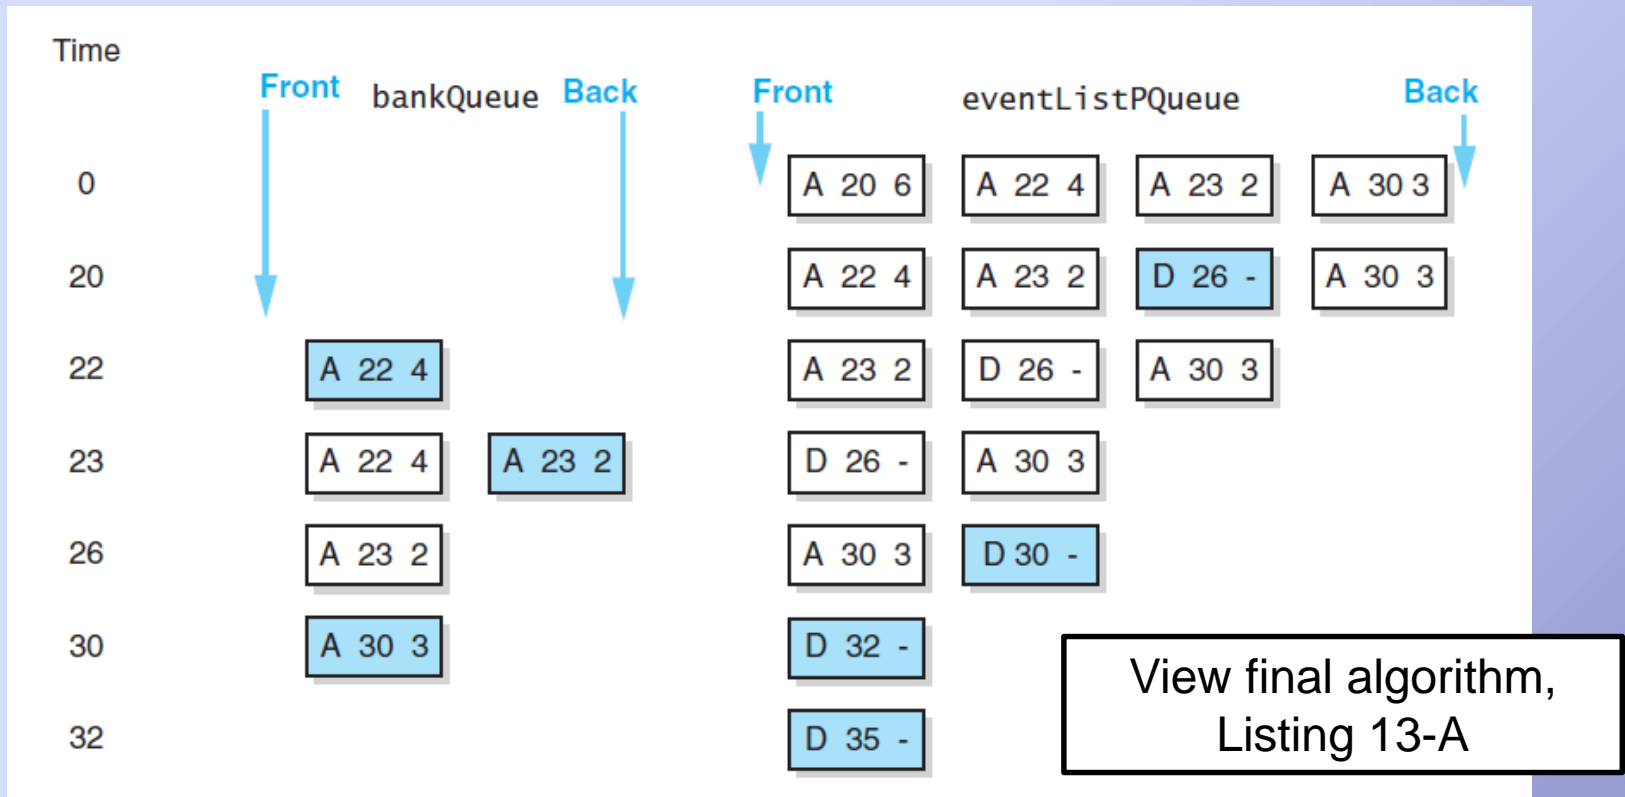 Time
Front bankQueue Back Front eventListPQueue Back
0 A 20 6 A 22 4 A 23 2 A 30 3
20 A 22 4 A 23 2 D 26 - A 30 3
22 A 22 4 A 23 2 D 26 - A 30 3
23 A 22 4 A 23 2 D 26 - A 30 3
26 A 23 2 A 30 3 D 30 -
30 A 30 3 D 32 -
32 D 35 -
View final algorithm,
Listing 13-A